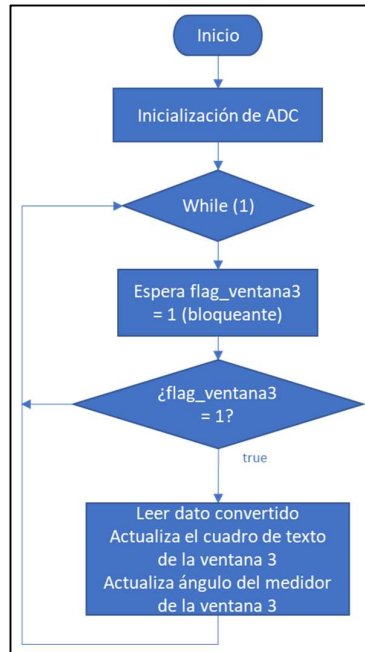 Inicio
Inicialización de ADC
While (1)
Espera flag_ventana3
= 1 (bloqueante)
¿flag_ventana3
= 1?
true
Leer dato convertido
Actualiza el cuadro de texto
de la ventana 3
Actualiza ángulo del medidor
de la ventana 3